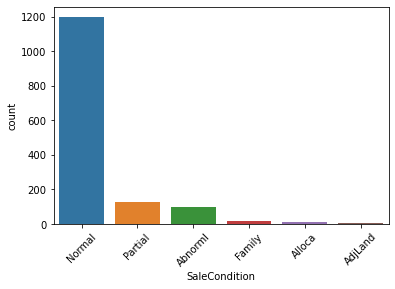 1200
1000
800
600
400
200
0
count
Normal
Partial
Abnorml
Family
Alloca
AdjLand
SaleCondition